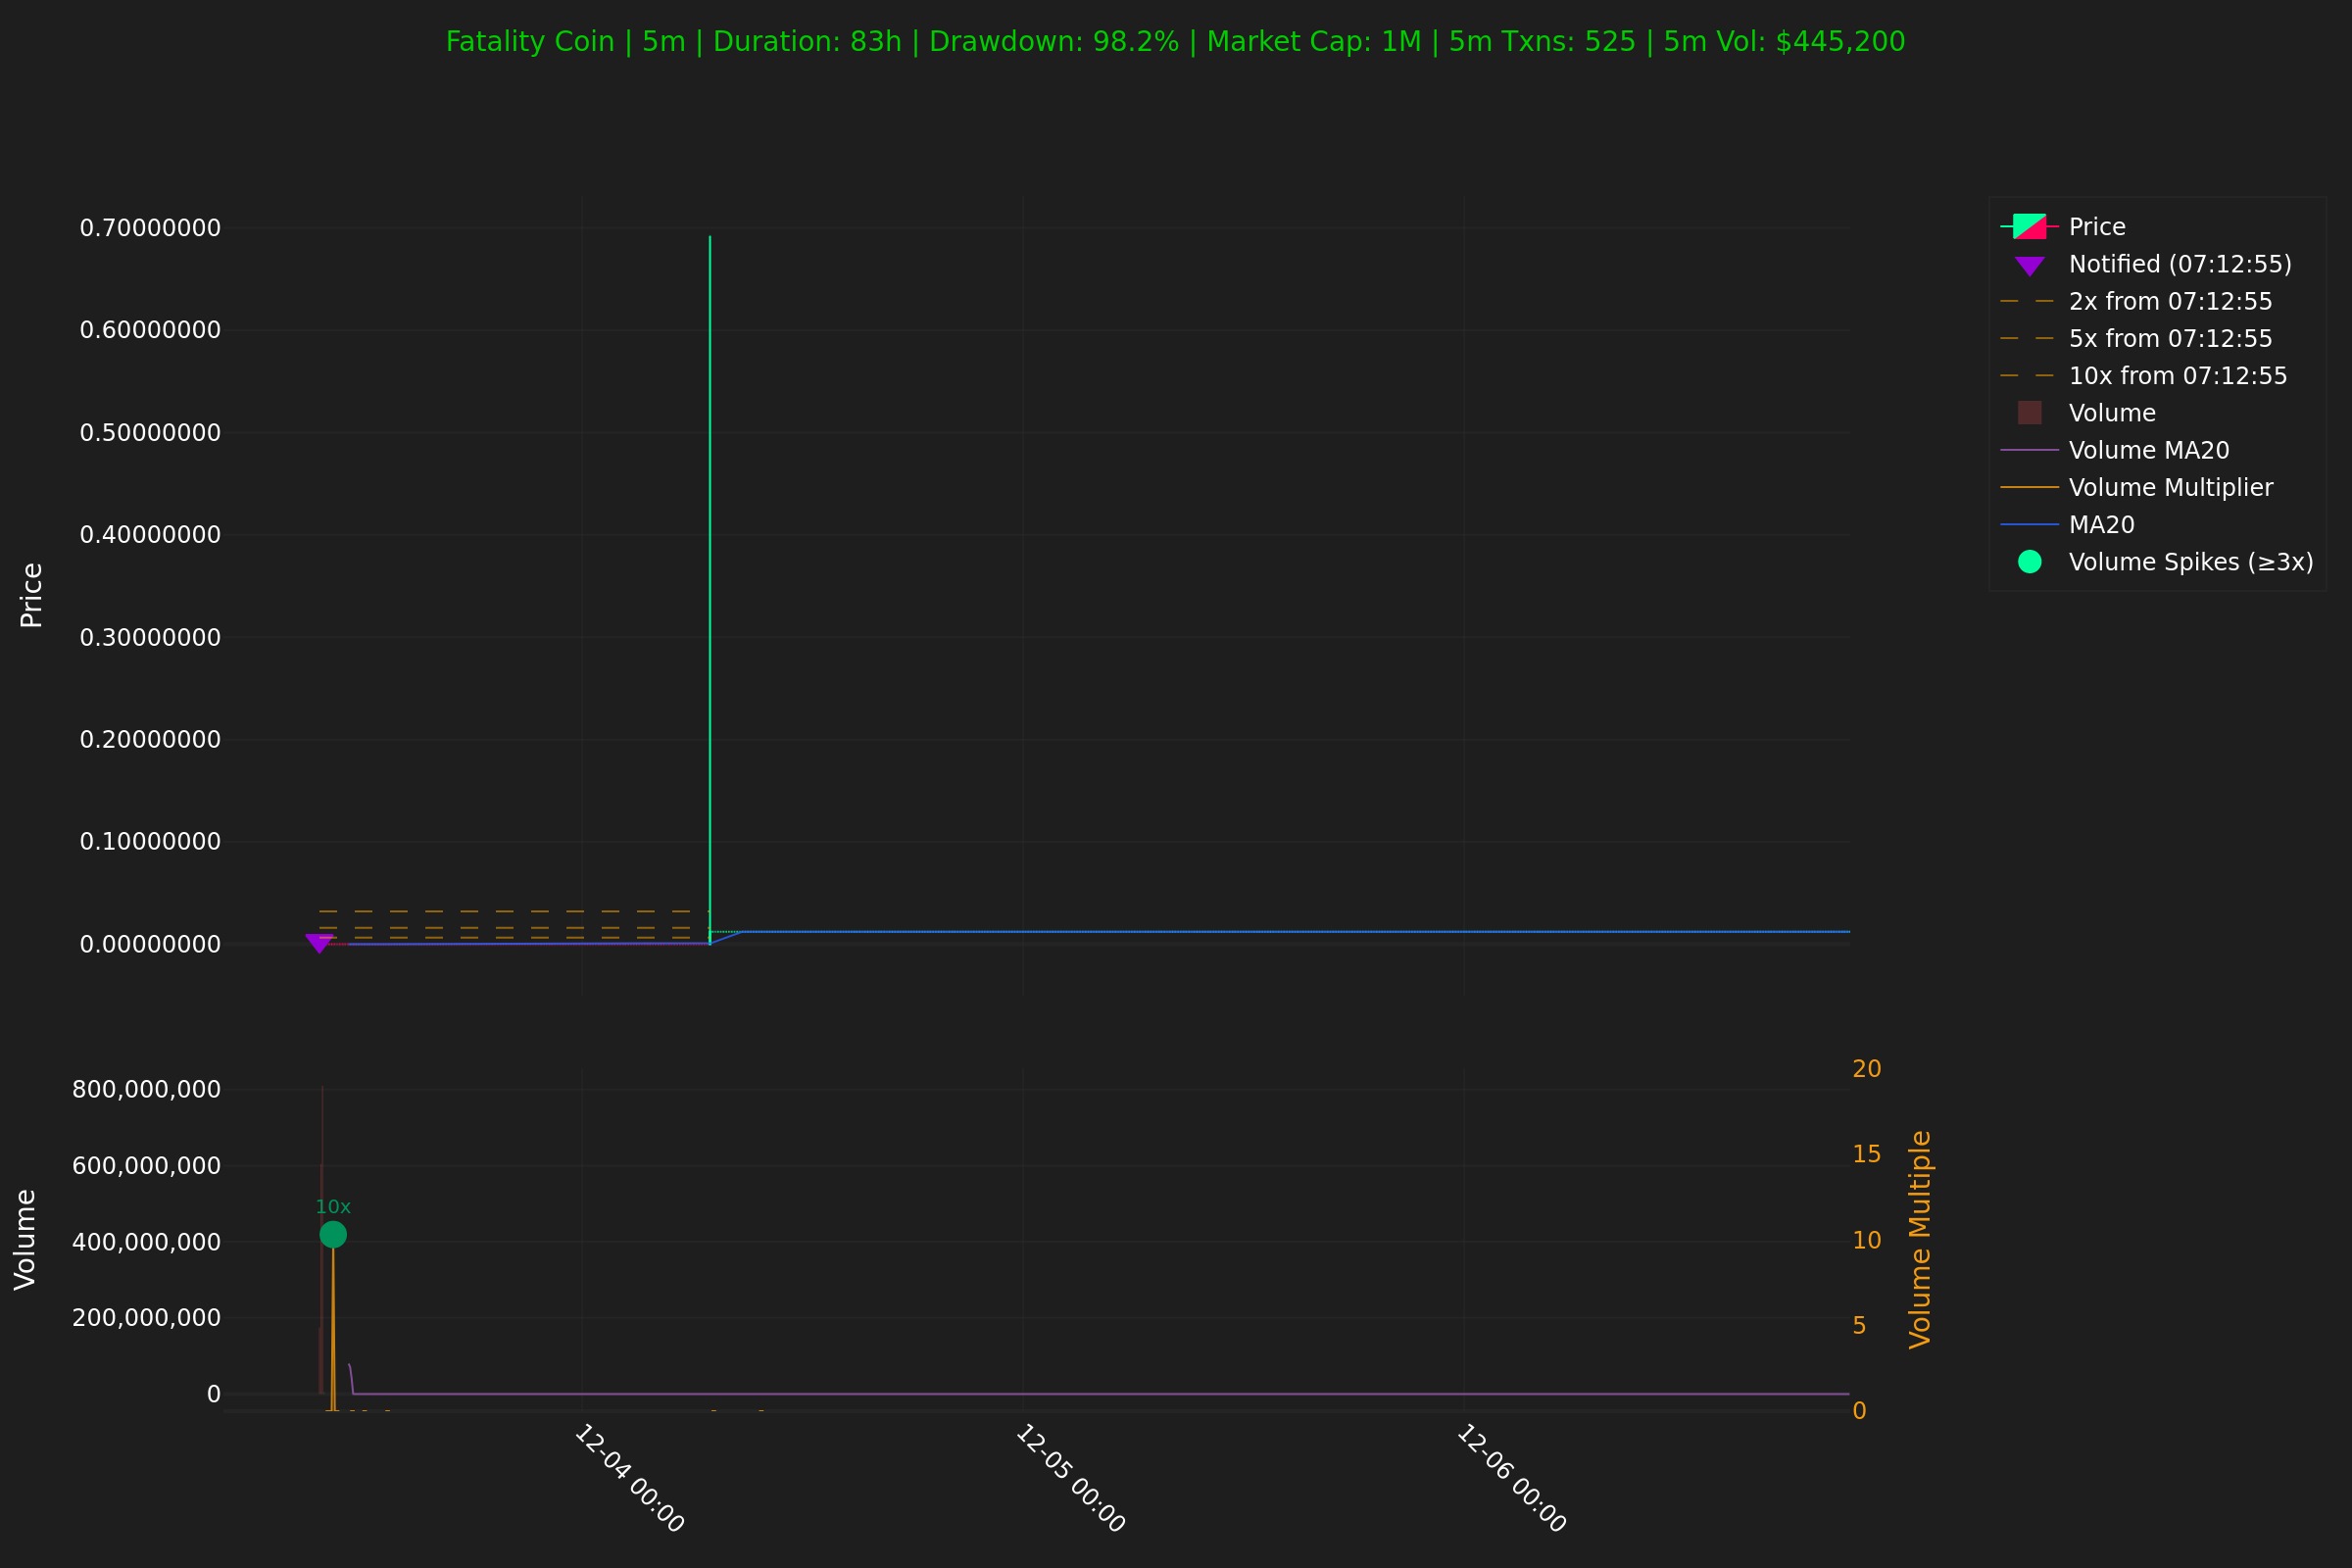 Fatality Coin | 5m | Duration: 83h | Drawdown: 98.2% | Market Cap: 1M | 5m Txns: 525 | 5m Vol: $445,200
Price
0.70000000
0.60000000
0.50000000
0.40000000
0.30000000
0.20000000
0.10000000
0.00000000
Price
Notified (07:12:55)
2x from 07:12:55
5x from 07:12:55
10x from 07:12:55
Volume
Volume MA20
Volume Multiplier
MA20
Volume Spikes (≥3x)
Volume
800,000,000
600,000,000
400,000,000
200,000,000
0
10x
20
15
10
5
0
Volume Multiple
12-04 00:00
12-05 00:00
12-06 00:00